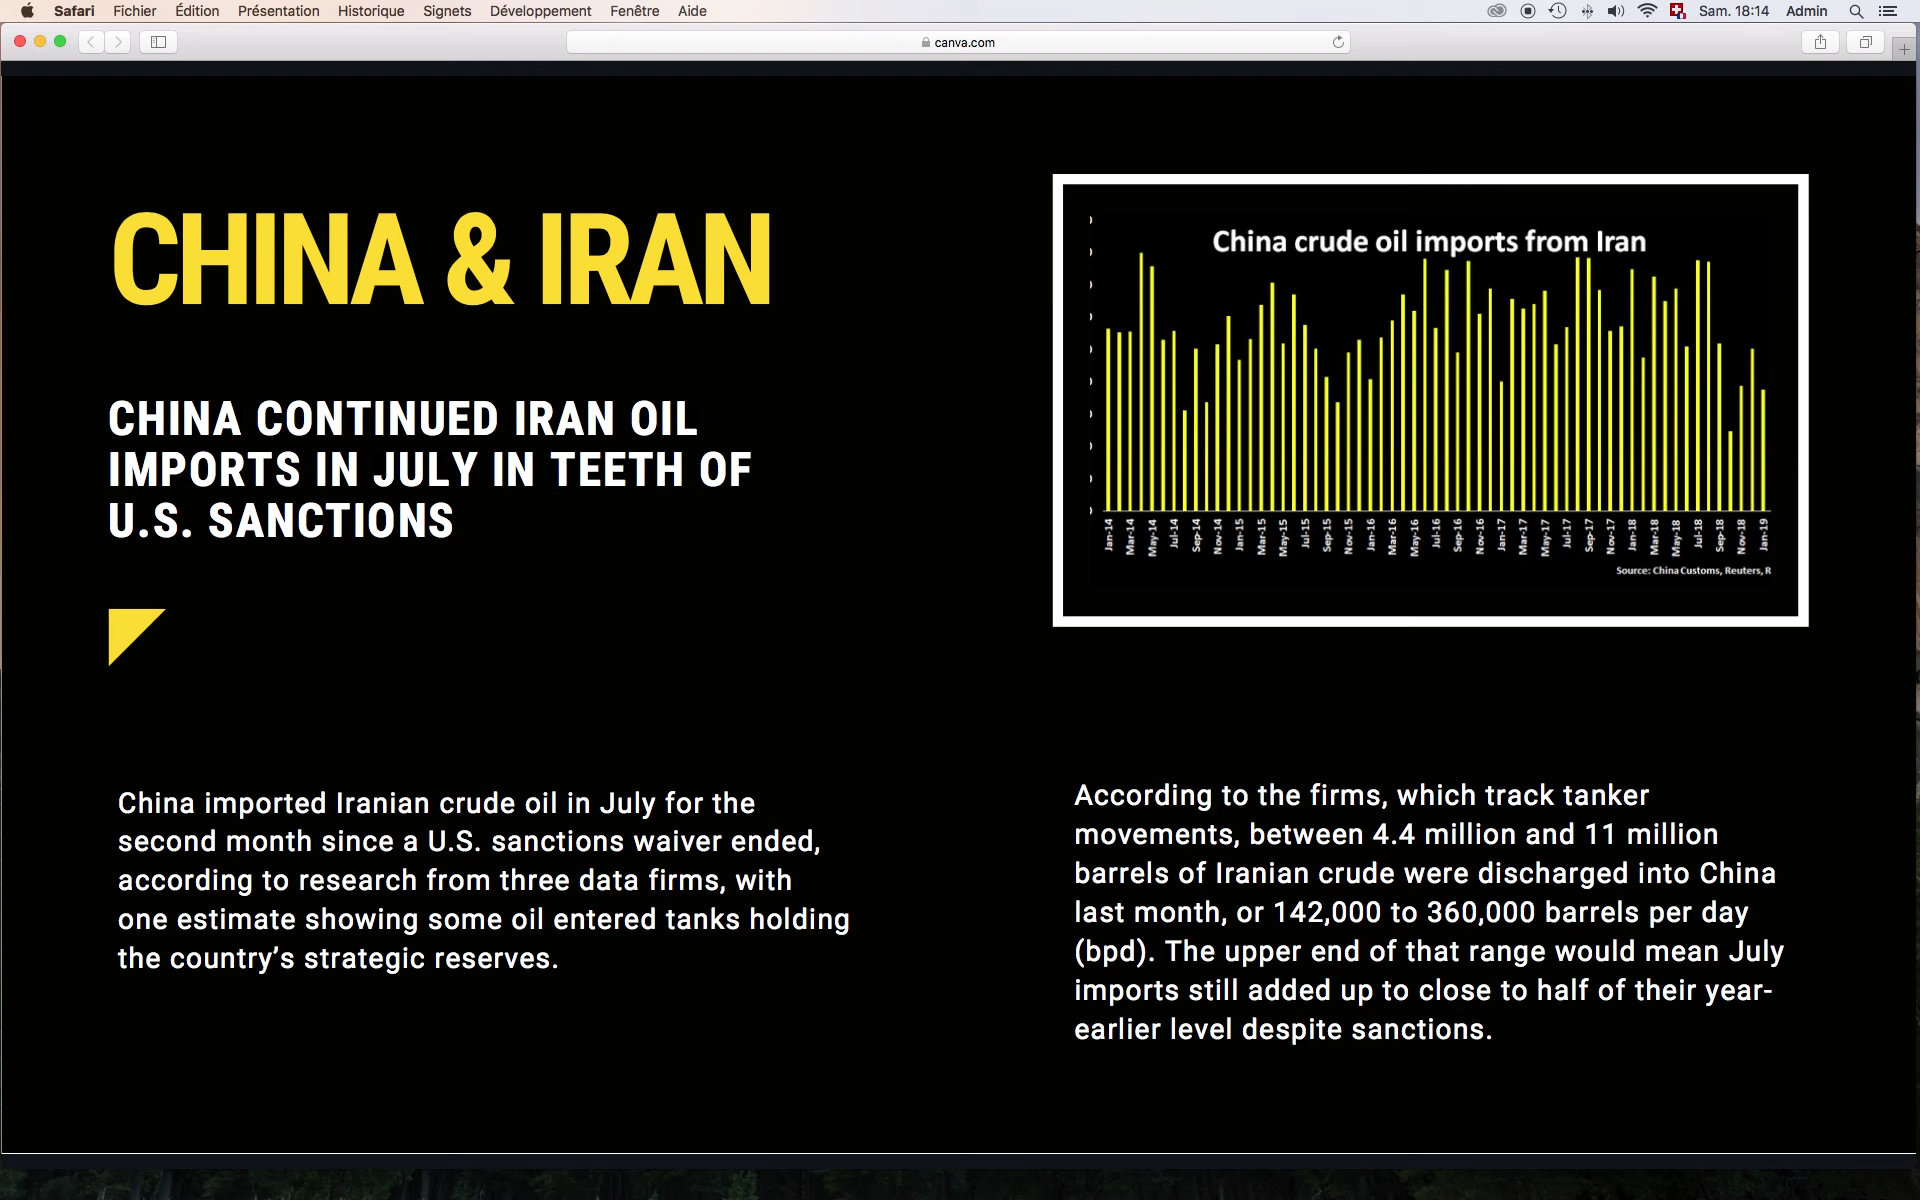 Safari Fichier Édition Présentation Historique Signets Développement Fenêtre Aide Sam. 18:14 Admin
canva.com
CHINA & IRAN
CHINA CONTINUED IRAN OIL
IMPORTS IN JULY IN TEETH OF
U.S. SANCTIONS
China crude oil imports from Iran
Jan-14 Mar-14 May-14 Jul-14 Sep-14 Nov-14 Jan-15 Mar-15 May-15 Jul-15 Sep-15 Nov-15 Jan-16 Mar-16 May-16 Jul-16 Sep-16 Nov-16 Jan-17 Mar-17 May-17 Jul-17 Sep-17 Nov-17 Jan-18 Mar-18 May-18 Jul-18 Sep-18 Nov-18 Jan-19
Source: China Customs, Reuters, R
China imported Iranian crude oil in July for the
second month since a U.S. sanctions waiver ended,
according to research from three data firms, with
one estimate showing some oil entered tanks holding
the country’s strategic reserves.
According to the firms, which track tanker
movements, between 4.4 million and 11 million
barrels of Iranian crude were discharged into China
last month, or 142,000 to 360,000 barrels per day
(bpd). The upper end of that range would mean July
imports still added up to close to half of their year-
earlier level despite sanctions.